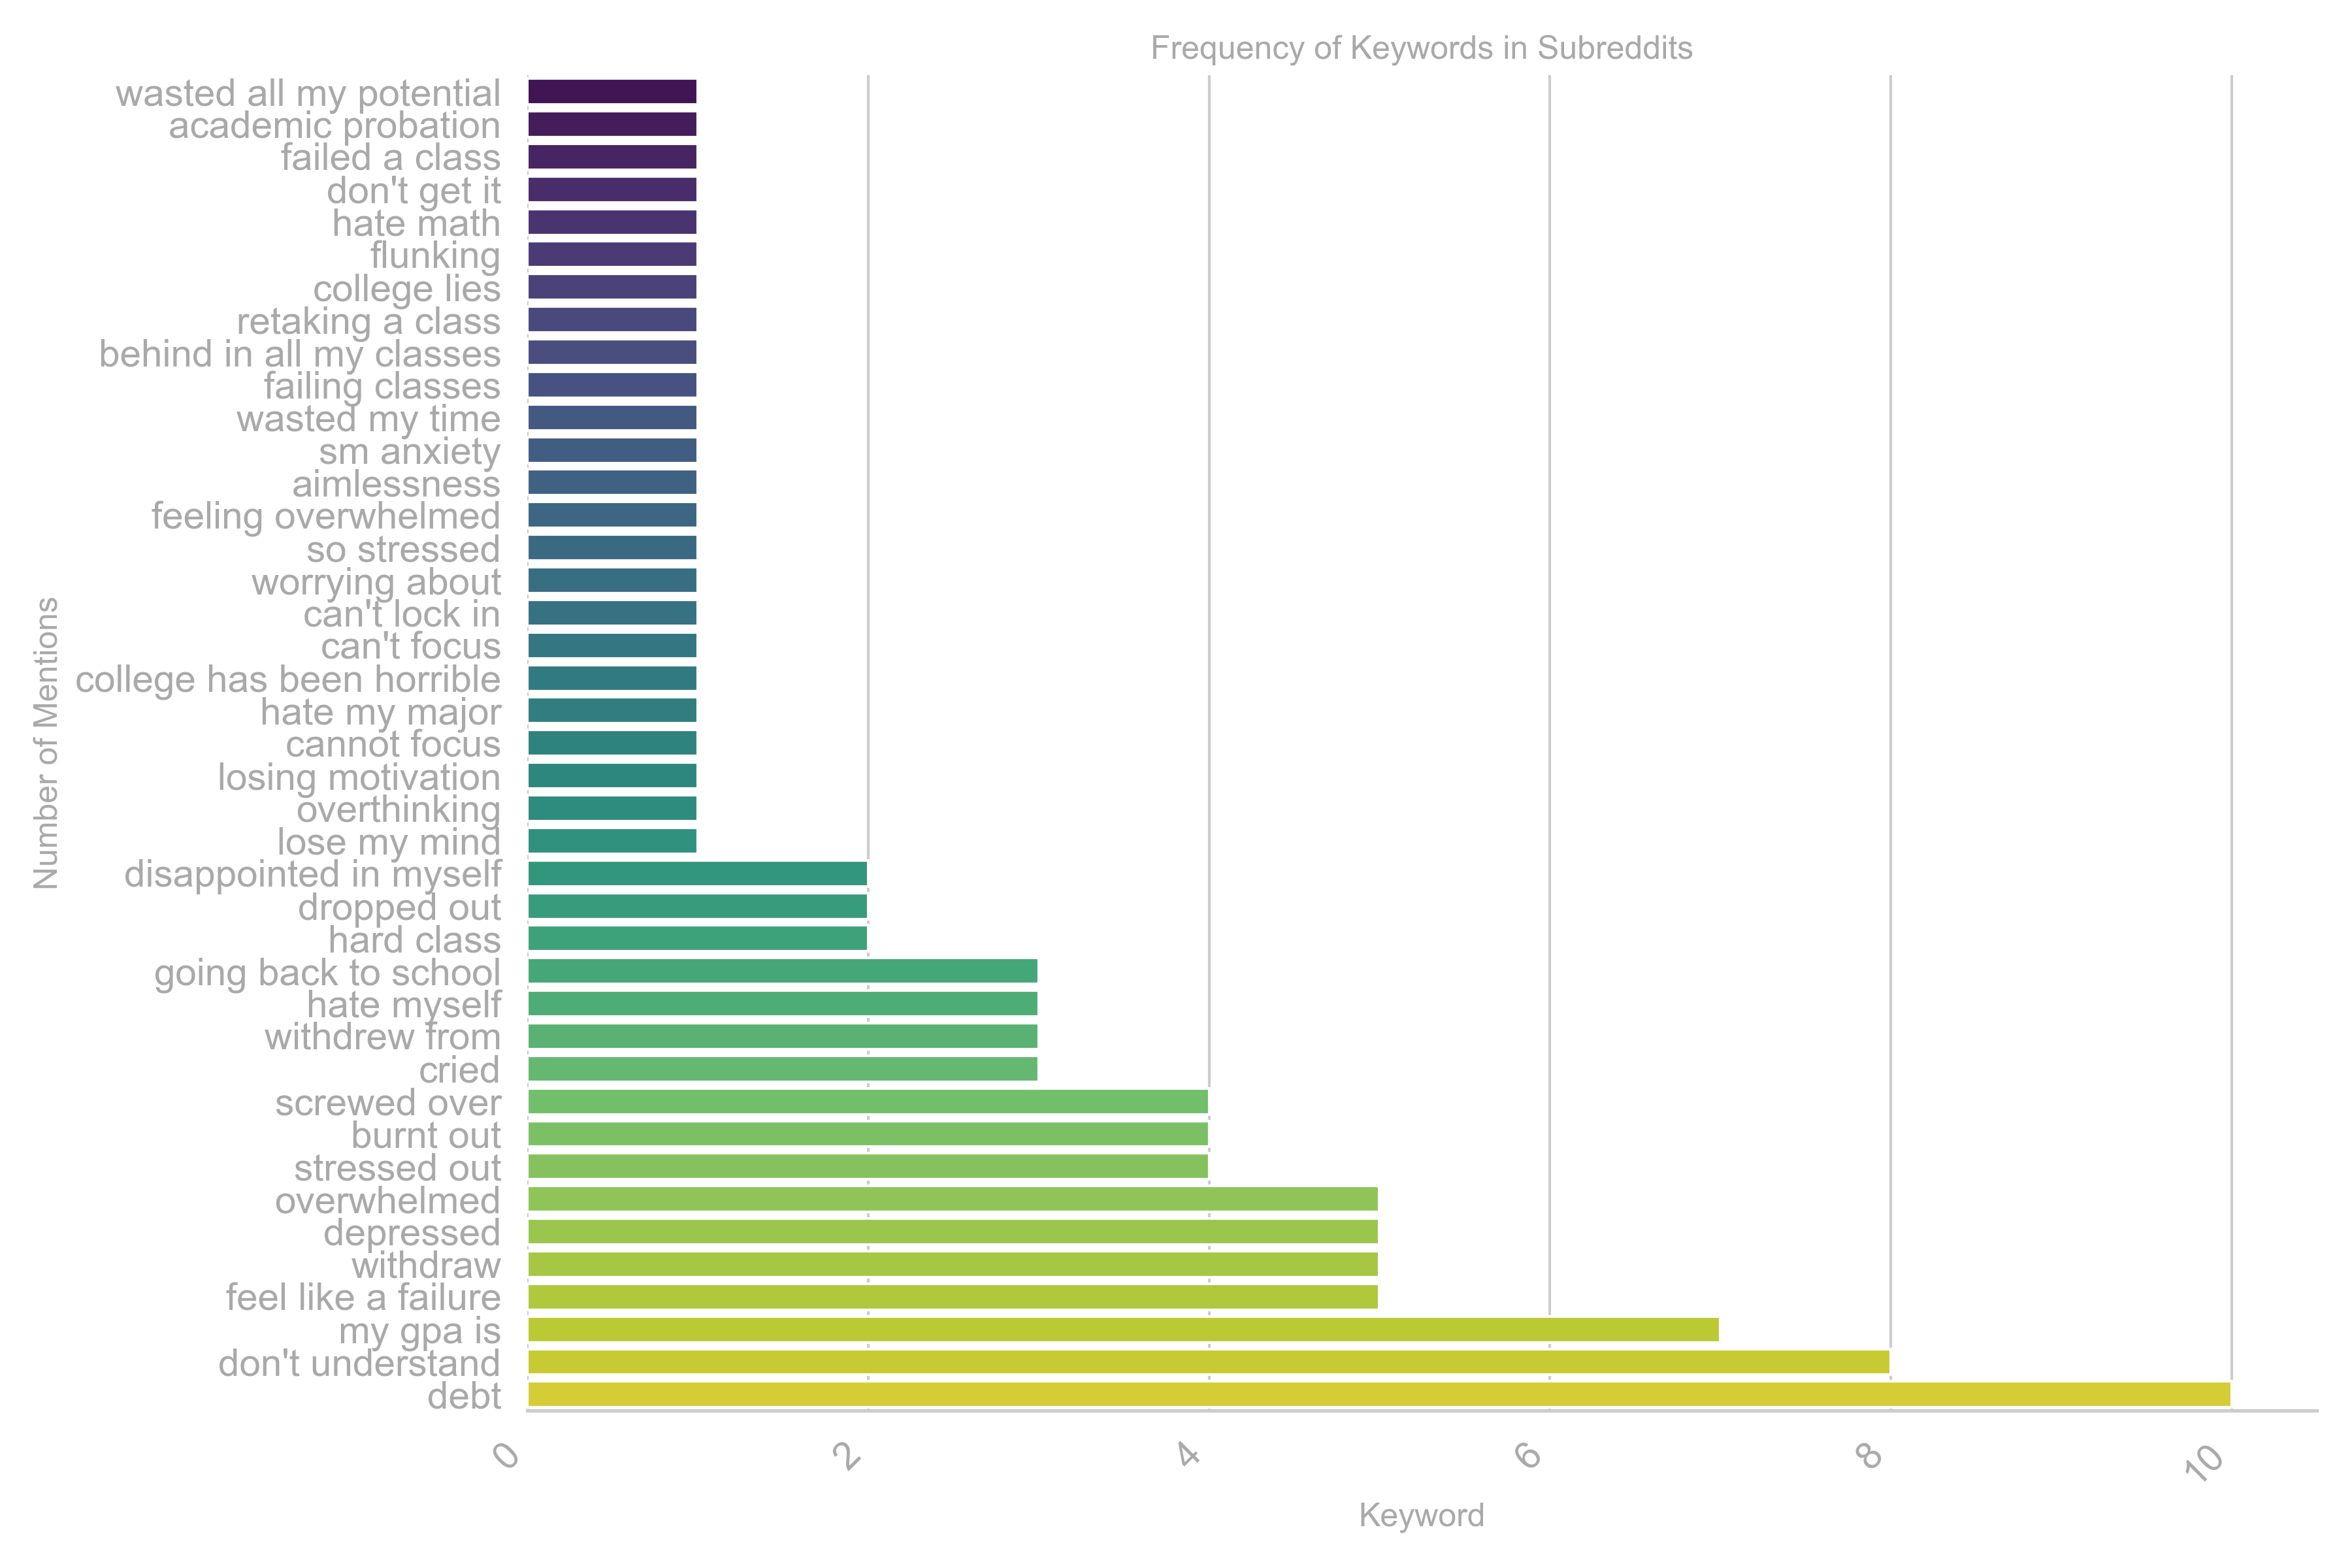 Frequency of Keywords in Subreddits
wasted all my potential
academic probation
failed a class
don't get it
hate math
flunking
college lies
retaking a class
behind in all my classes
failing classes
wasted my time
sm anxiety
aimlessness
feeling overwhelmed
so stressed
worrying about
can't lock in
can't focus
college has been horrible
hate my major
cannot focus
losing motivation
overthinking
lose my mind
disappointed in myself
dropped out
hard class
going back to school
hate myself
withdrew from
cried
screwed over
burnt out
stressed out
overwhelmed
depressed
withdraw
feel like a failure
my gpa is
don't understand
debt
Number of Mentions
0 2 4 6 8 10
Keyword